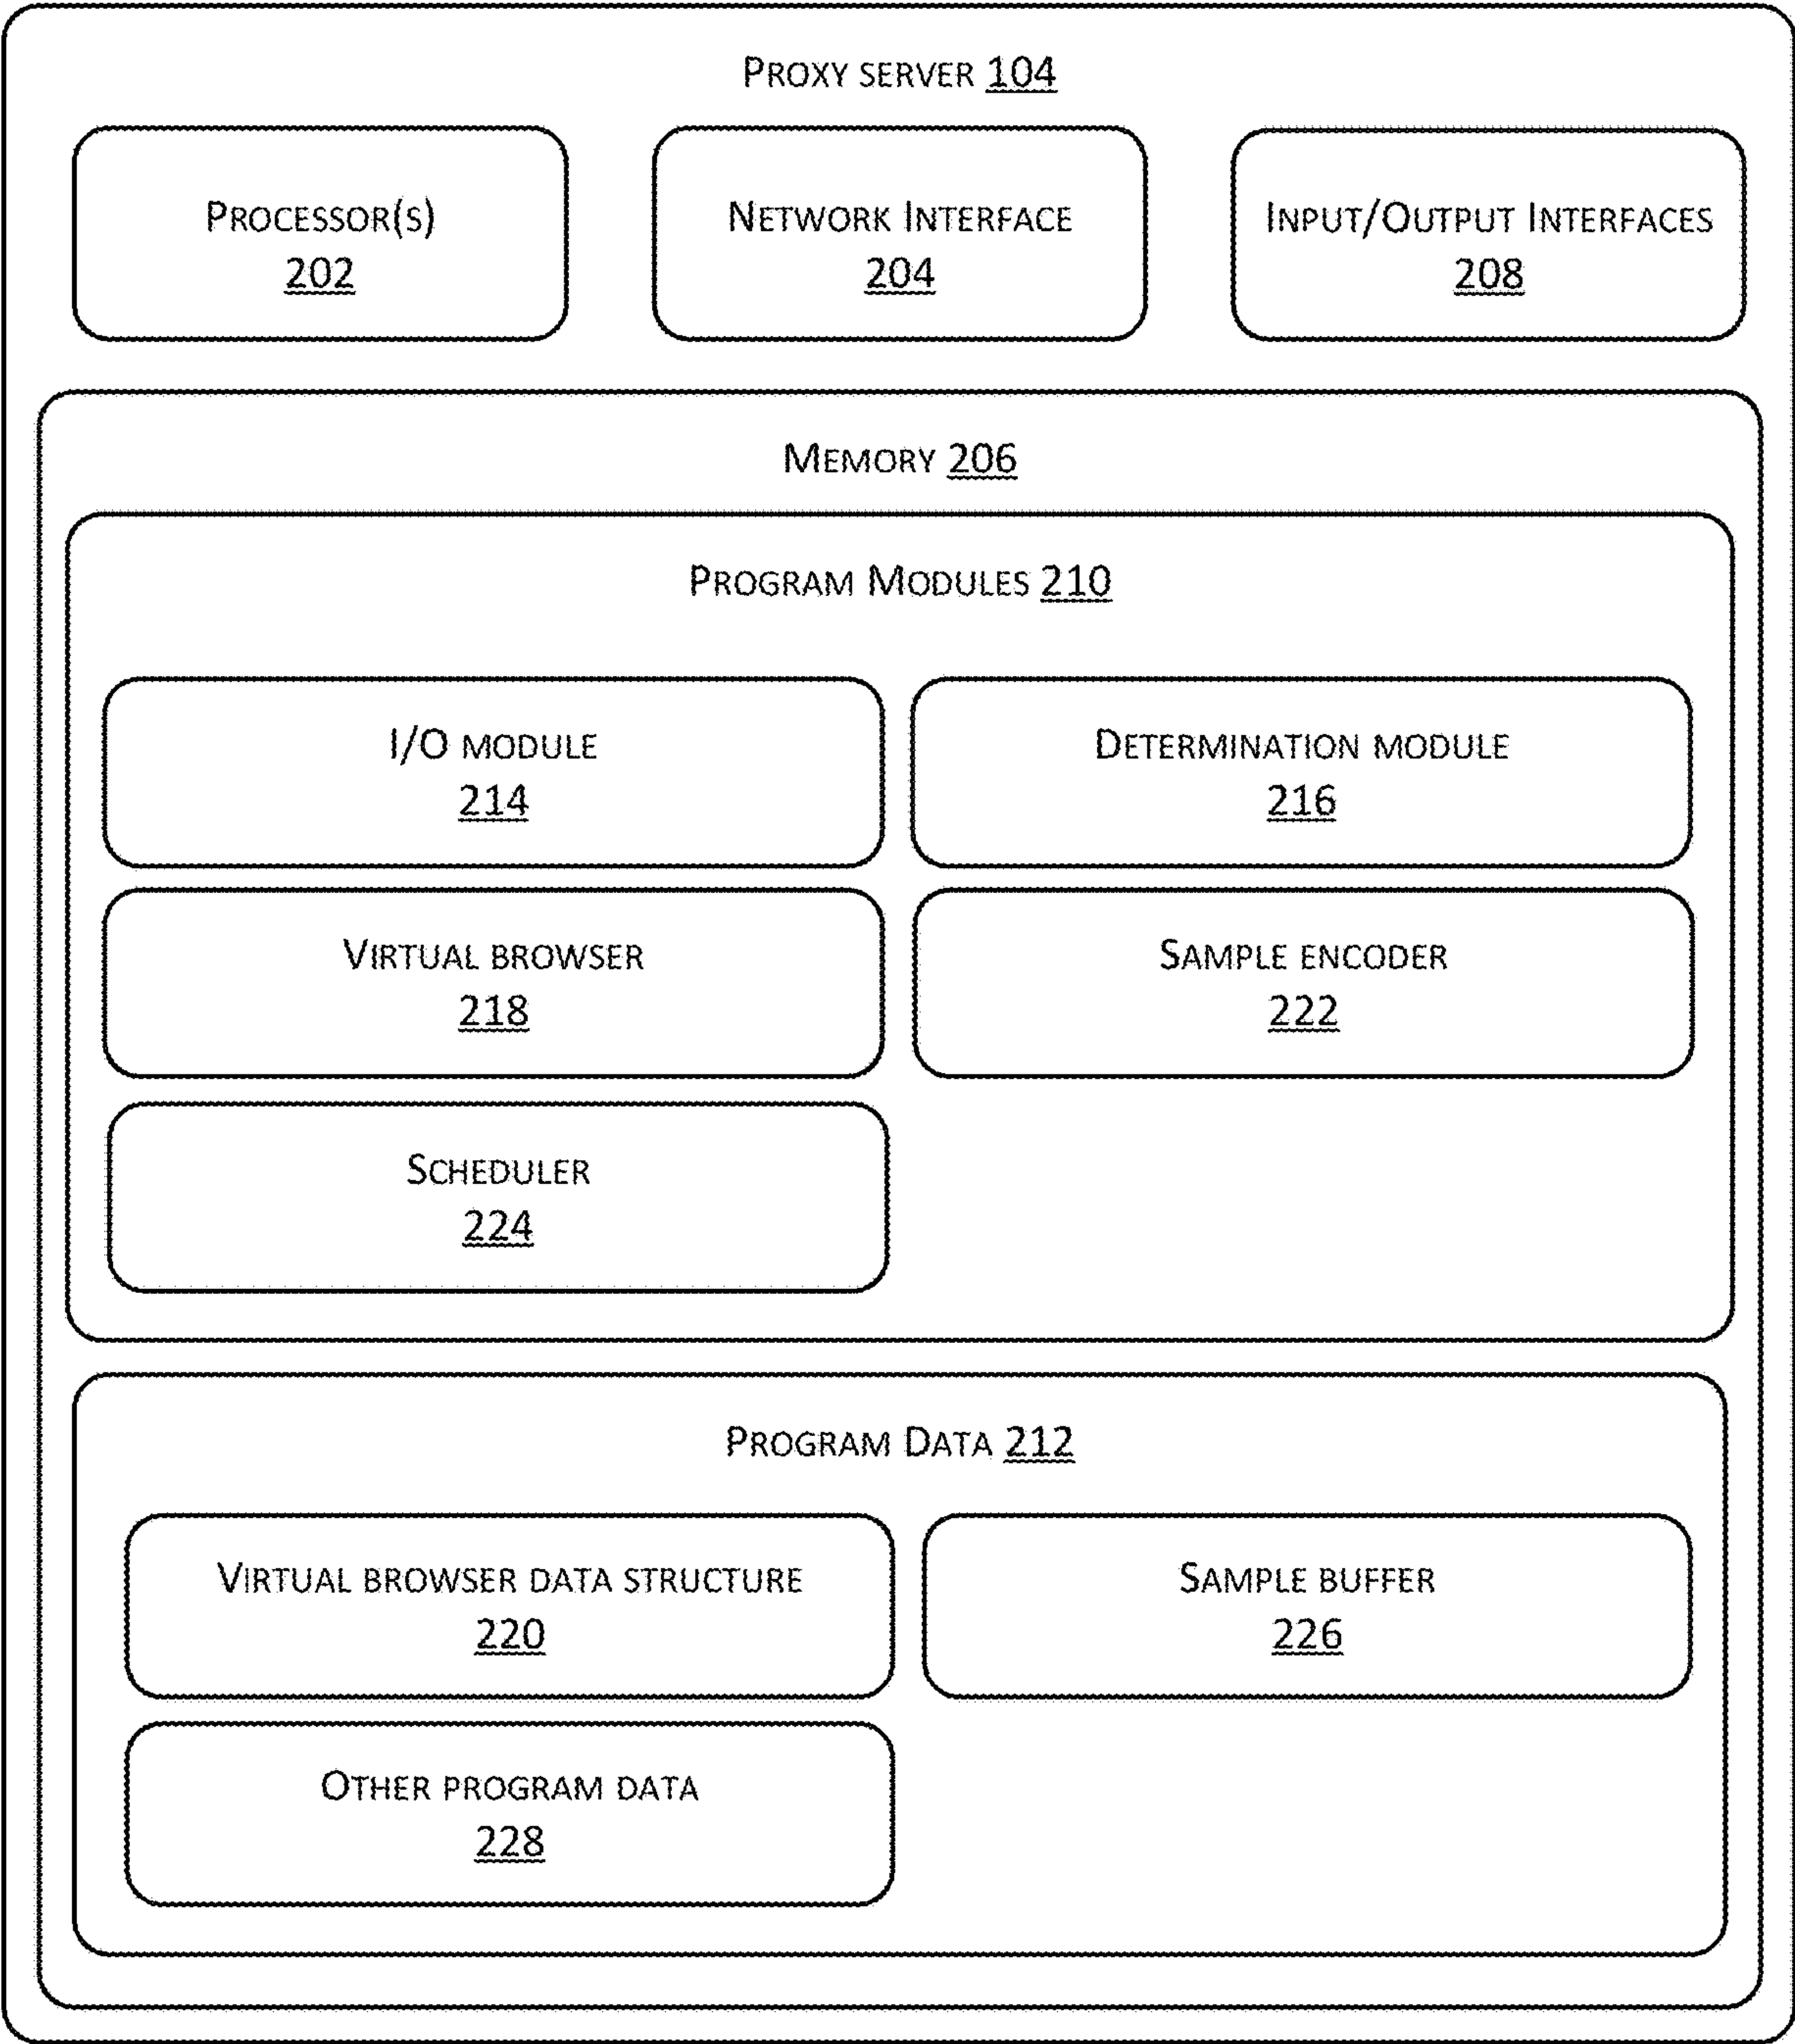 Proxy server 104
Processor(s)
202
Network Interface
204
Input/Output Interfaces
208
Memory 206
Program Modules 210
I/O module
214
Determination module
216
Virtual browser
218
Sample encoder
222
Scheduler
224
Program Data 212
Virtual browser data structure
220
Sample buffer
226
Other program data
228